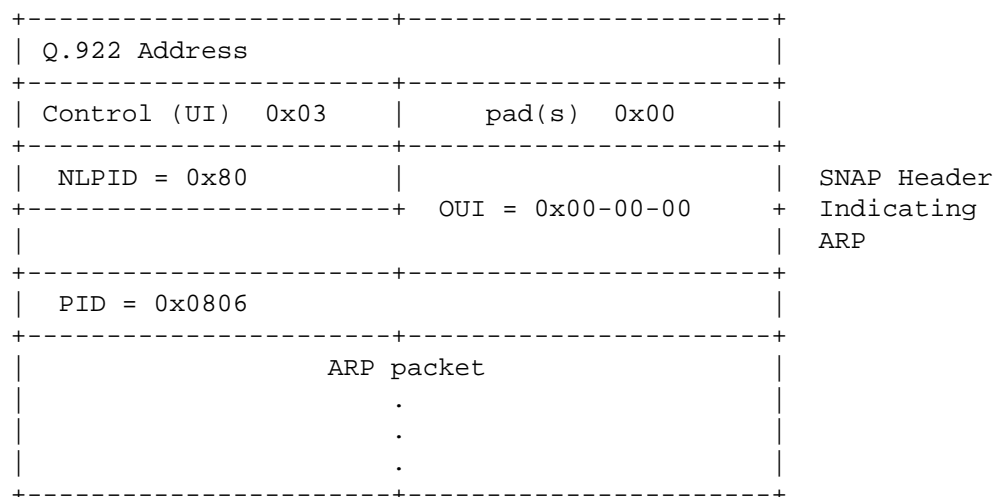 +-----------------------+-----------------------+
| Q.922 Address                                 |
+-----------------------+-----------------------+
| Control (UI)  0x03    |     pad(s)  0x00      |
+-----------------------+-----------------------+
|  NLPID = 0x80         |                       |  SNAP Header
+-----------------------+  OUI = 0x00-00-00     +  Indicating
|                                               |  ARP
+-----------------------+-----------------------+
|  PID = 0x0806                                 |
+-----------------------+-----------------------+
|                   ARP packet                  |
|                       .                       |
|                       .                       |
|                       .                       |
+-----------------------+-----------------------+